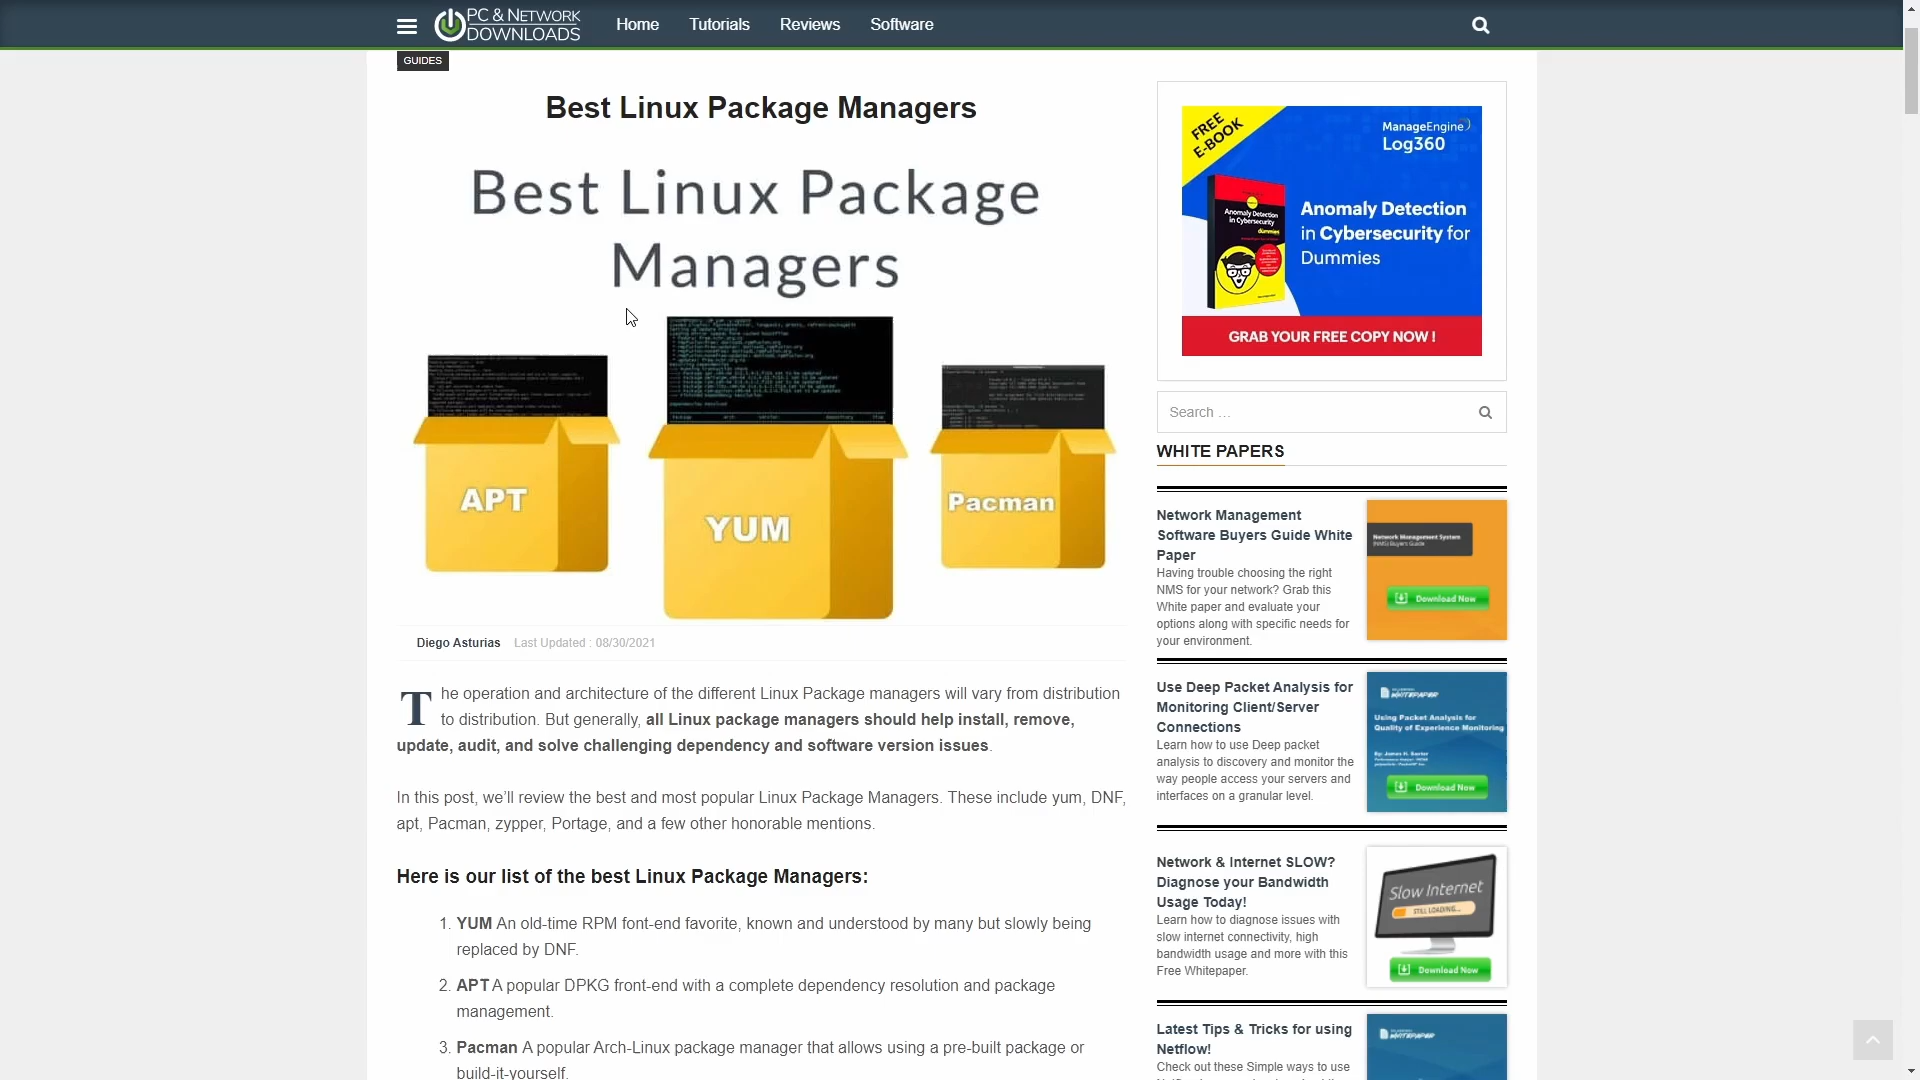 PC & NETWORK
DOWNLOADS
Home
Tutorials
Reviews
Software
GUIDES
Best Linux Package Managers
Best Linux Package
Managers
APT
YUM
Pacman
Diego Asturias
Last Updated : 08/30/2021
The operation and architecture of the different Linux Package managers will vary from distribution
to distribution. But generally, all Linux package managers should help install, remove,
update, audit, and solve challenging dependency and software version issues.
In this post, we’ll review the best and most popular Linux Package Managers. These include yum, DNF,
apt, Pacman, zypper, Portage, and a few other honorable mentions.
Here is our list of the best Linux Package Managers:
1. YUM An old-time RPM font-end favorite, known and understood by many but slowly being
replaced by DNF.
2. APT A popular DPKG front-end with a complete dependency resolution and package
management.
3. Pacman A popular Arch-Linux package manager that allows using a pre-built package or
build-it-yourself.
FREE
E-BOOK
ManageEngine
Log360
Anomaly Detection
in Cybersecurity
dummies
Anomaly Detection
in Cybersecurity for
Dummies
GRAB YOUR FREE COPY NOW !
Search …
WHITE PAPERS
Network Management
Software Buyers Guide White
Paper
Having trouble choosing the right
NMS for your network? Grab this
White paper and evaluate your
options along with specific needs for
your environment.
Network Management System
(NMS) Buyers Guide
Download Now
Use Deep Packet Analysis for
Monitoring Client/Server
Connections
Learn how to use Deep packet
analysis to discovery and monitor the
way people access your servers and
interfaces on a granular level.
WHITEPAPER
Using Packet Analysis for
Quality of Experience Monitoring
Download Now
Network & Internet SLOW?
Diagnose your Bandwidth
Usage Today!
Learn how to diagnose issues with
slow internet connectivity, high
bandwidth usage and more with this
Free Whitepaper.
Slow Internet
STILL LOADING...
Download Now
Latest Tips & Tricks for using
Netflow!
Check out these Simple ways to use
WHITEPAPER